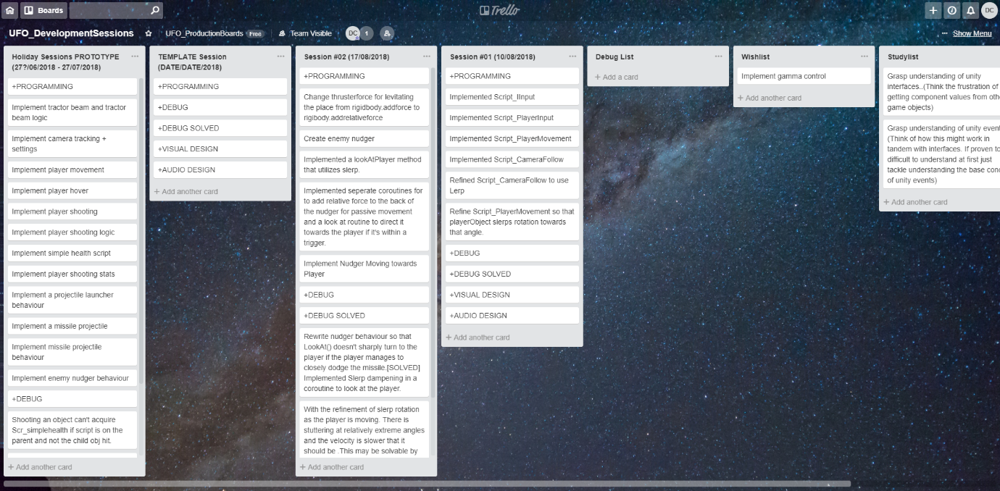 Boards
Trello
DC
UFO_DevelopmentSessions
UFO_ProductionBoards Free
Team Visible
DC
1
... Show Menu
Holiday Sessions PROTOTYPE
(27?/06/2018 - 27/07/2018)
+PROGRAMMING
Implement tractor beam and tractor
beam logic
Implement camera tracking +
settings
Implement player movement
Implement player hover
Implement player shooting
Implement player shooting logic
Implement simple health script
Implement player shooting stats
Implement a projectile launcher
behaviour
Implement a missile projectile
Implement missile projectile
behaviour
Implement enemy nudger behaviour
+DEBUG
Shooting an object can't acquire
Scr_simplehealth if script is on the
parent and not the child obj hit.
+ Add another card
TEMPLATE Session
(DATE/DATE/2018)
+PROGRAMMING
+DEBUG
+DEBUG SOLVED
+VISUAL DESIGN
+AUDIO DESIGN
+ Add another card
Session #02 (17/08/2018)
+PROGRAMMING
Change thrusterforce for levitating
the place from rigidbody.addforce to
rigibody.addrelativeforce
Create enemy nudger
Implemented a lookAtPlayer method
that utilizes slerp.
Implemented seperate coroutines for
to add relative force to the back of
the nudger for passive movement
and a look at routine to direct it
towards the player if it's within a
trigger.
Implement Nudger Moving towards
Player
+DEBUG
+DEBUG SOLVED
Rewrite nudger behaviour so that
LookAt() doesn't sharply turn to the
player if the player manages to
closely dodge the missile.[SOLVED]
Implemented Slerp dampening in a
coroutine to look at the player.
With the refinement of slerp rotation
as the player is moving. There is
stuttering at relatively extreme angles
and the velocity is slower that it
should be .This may be solvable by
+ Add another card
Session #01 (10/08/2018)
+PROGRAMMING
Implemented Script_IInput
Implemented Script_PlayerInput
Implemented Script_PlayerMovement
Implemented Script_CameraFollow
Refined Script_CameraFollow to use
Lerp
Refine Script_PlayerMovement so that
playerObject slerps rotation towards
that angle.
+DEBUG
+DEBUG SOLVED
+VISUAL DESIGN
+AUDIO DESIGN
+ Add another card
Debug List
+ Add a card
Wishlist
Implement gamma control
+ Add another card
Studylist
Grasp understanding of unity
interfaces..(Think the frustration of
getting component values from othe
game objects)
Grasp understanding of unity event
(Think of how this might work in
tandem with interfaces. If proven to
difficult to understand at first just
tackle understanding the base conc
of unity events)
+ Add another card